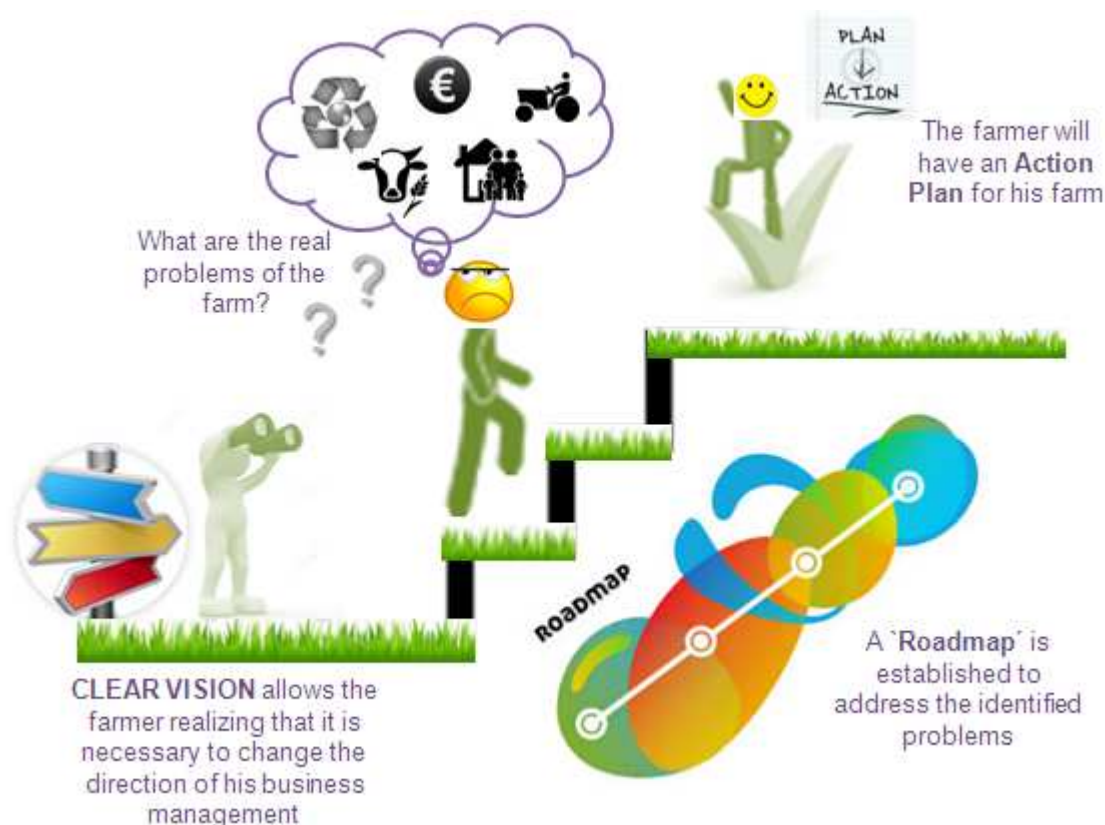 PLAN
ACTION
The farmer will
have an Action
Plan for his farm
€
What are the real
problems of the
farm?
? ?
ROADMAP
A `Roadmap´ is
established to
address the identified
problems
CLEAR VISION allows the
farmer realizing that it is
necessary to change the
direction of his business
management